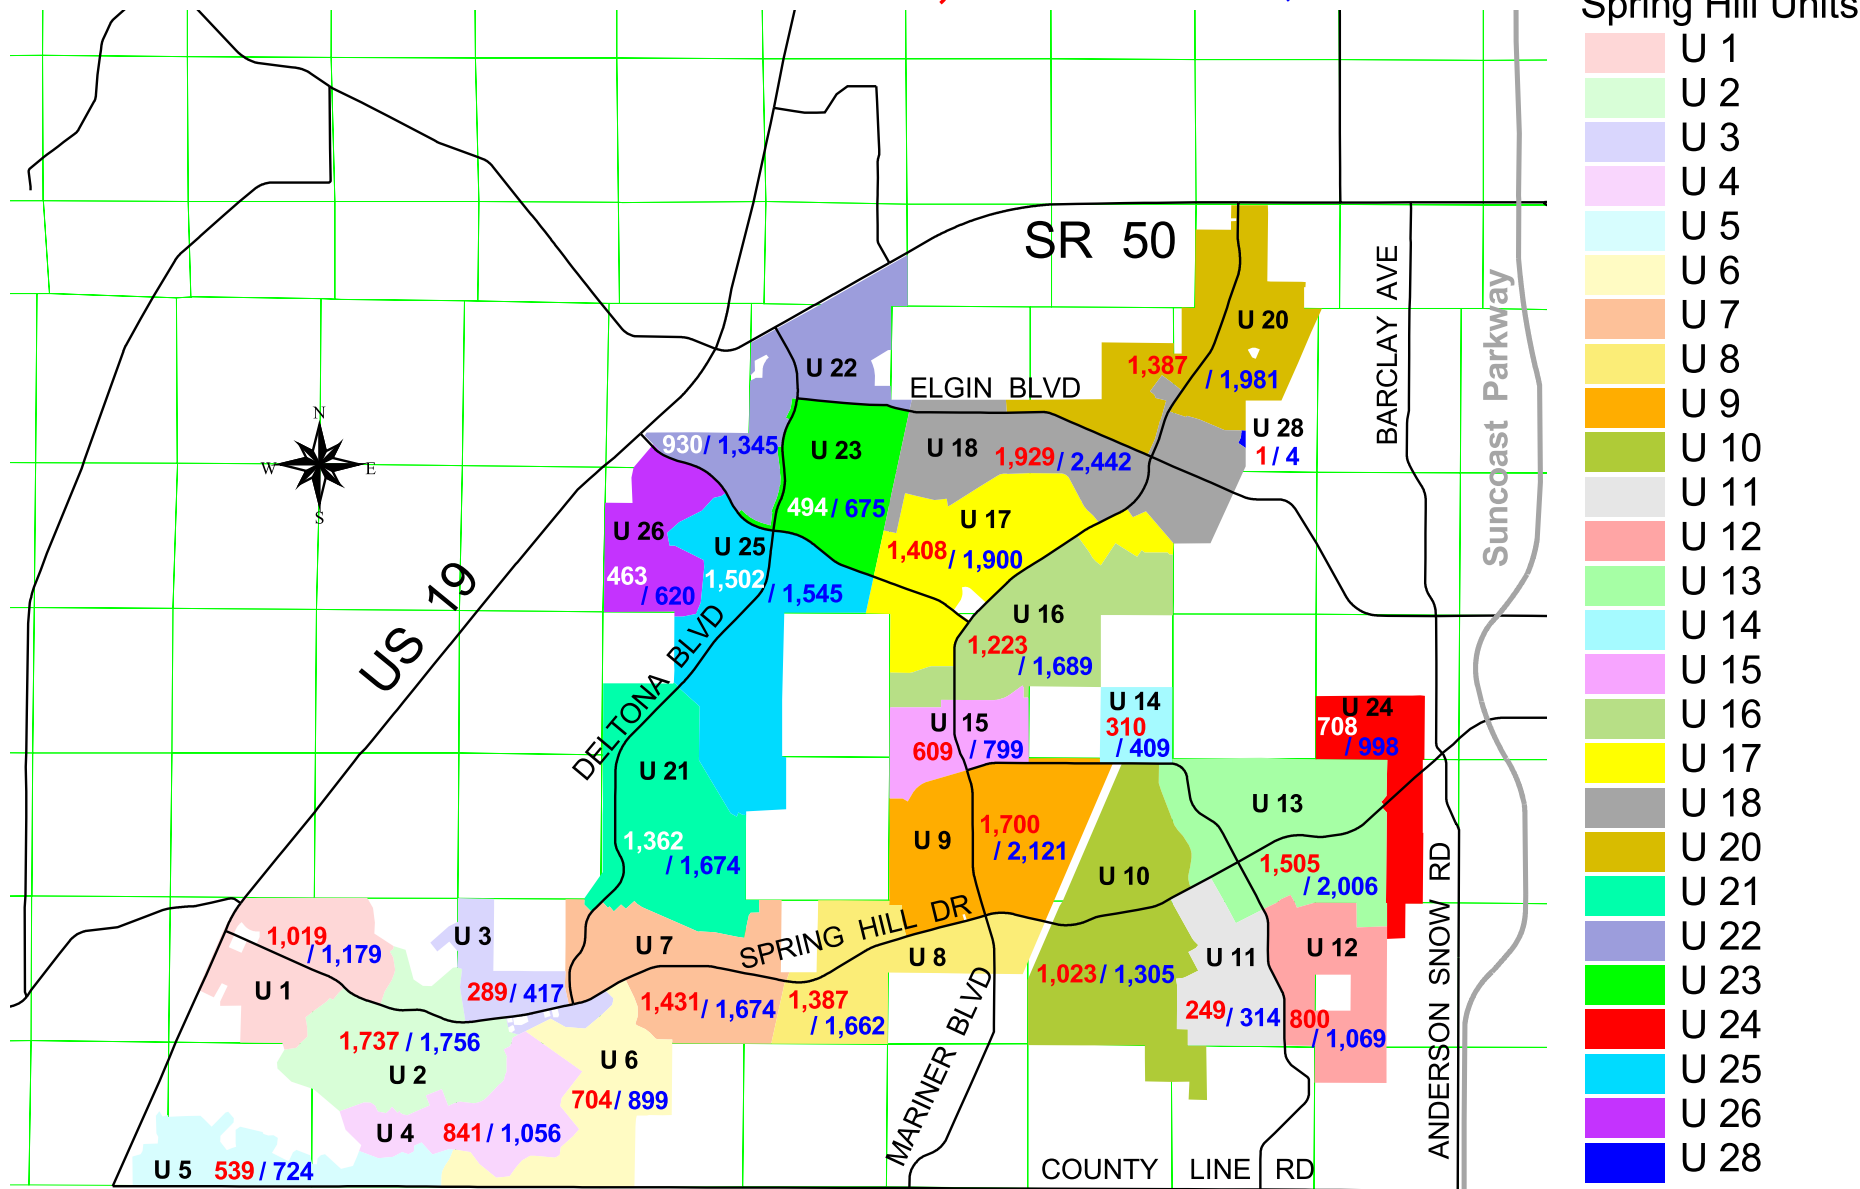 Spring Hill Units
U 1
U 2
U 3
U 4
U 5
U 6
U 7
U 8
U 9
U 10
U 11
U 12
U 13
U 14
U 15
U 16
U 17
U 18
U 20
U 21
U 22
U 23
U 24
U 25
U 26
U 28
SR 50
BARCLAY AVE
Suncoast Parkway
U 20
1,387
/ 1,981
U 22
ELGIN BLVD
930 / 1,345
U 23
494 / 675
U 18
1,929 / 2,442
U 28
1 / 4
N
W
E
S
U 26
463
/ 620
U 25
1,502
/ 1,545
U 17
1,408
/ 1,900
US 19
U 16
1,223
/ 1,689
DELTONA BLVD
U 15
609 / 799
U 14
310
/ 409
U 24
708
/ 998
U 21
1,362
/ 1,674
U 9
1,700
/ 2,121
U 10
1,023 / 1,305
U 13
1,505
/ 2,006
SPRING HILL DR
ANDERSON SNOW RD
1,019
/ 1,179
U 1
U 3
289 / 417
U 7
1,431 / 1,674
U 8
1,387
/ 1,662
U 11
249 / 314
U 12
800
/ 1,069
1,737 / 1,756
U 2
U 6
704 / 899
MARINER BLVD
U 4 841 / 1,056
U 5 539 / 724
COUNTY LINE RD